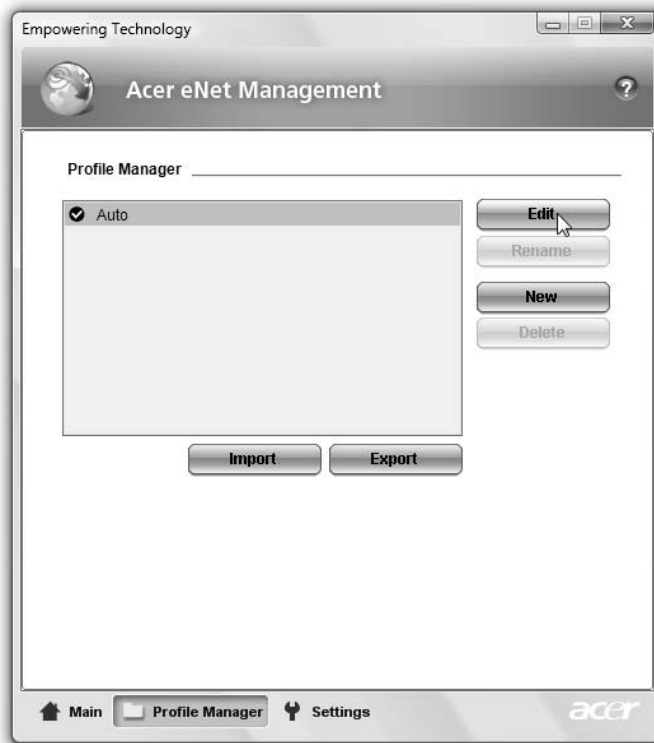 Empowering Technology
Acer eNet Management
?
Profile Manager
Auto
Edit
Rename
New
Delete
Import Export
Main Profile Manager Settings acer